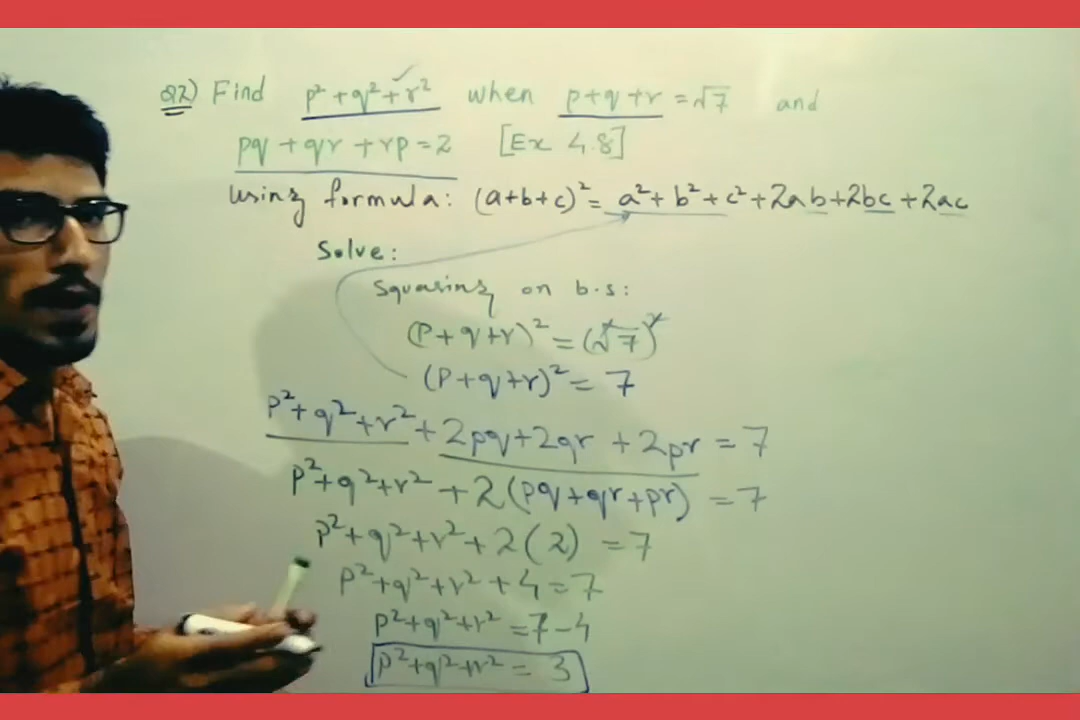 Q2) Find p²+q²+r² when p+q+r = √7 and
pq + qr + rp = 2 [Ex 4.8]
Using formula: (a+b+c)² = a²+b²+c²+2ab+2bc+2ac
Solve:
Squaring on b.s:
(p+q+r)² = (√7)²
(p+q+r)² = 7
p²+q²+r²+2pq+2qr+2pr = 7
p²+q²+r²+2(pq+qr+pr) = 7
p²+q²+r²+2(2) = 7
p²+q²+r²+4=7
p²+q²+r² = 7-4
p²+q²+r² = 3